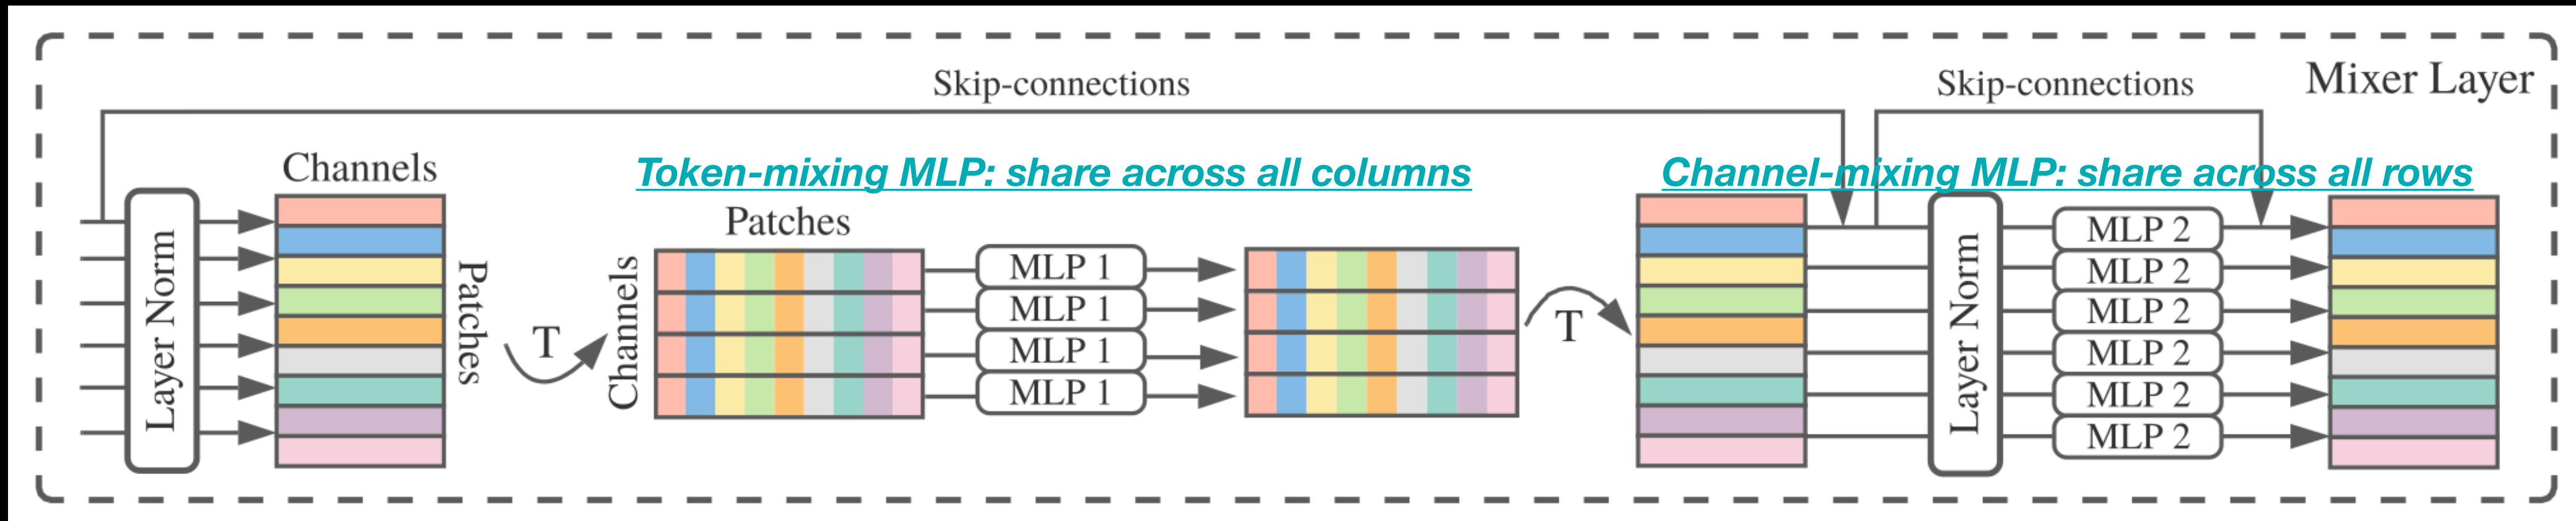 Skip-connections
Skip-connections
Mixer Layer
Channels
Token-mixing MLP: share across all columns
Channel-mixing MLP: share across all rows
Patches
Layer Norm
Patches
T
Channels
MLP 1
MLP 1
MLP 1
MLP 1
T
Layer Norm
MLP 2
MLP 2
MLP 2
MLP 2
MLP 2
MLP 2